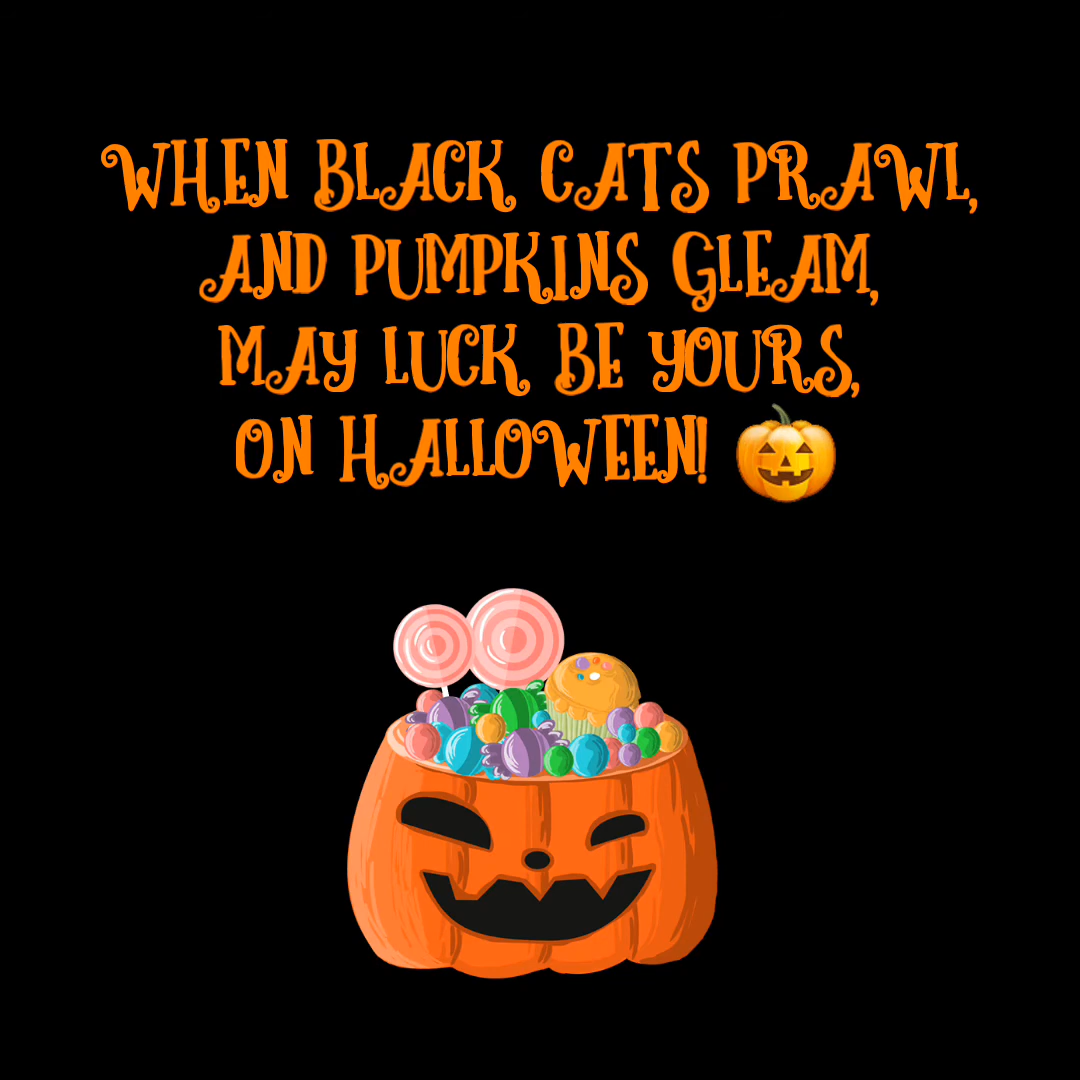 WHEN BLACK CATS PRAWL,
AND PUMPKINS GLEAM,
MAY LUCK BE YOURS,
ON HALLOWEEN! 🎃